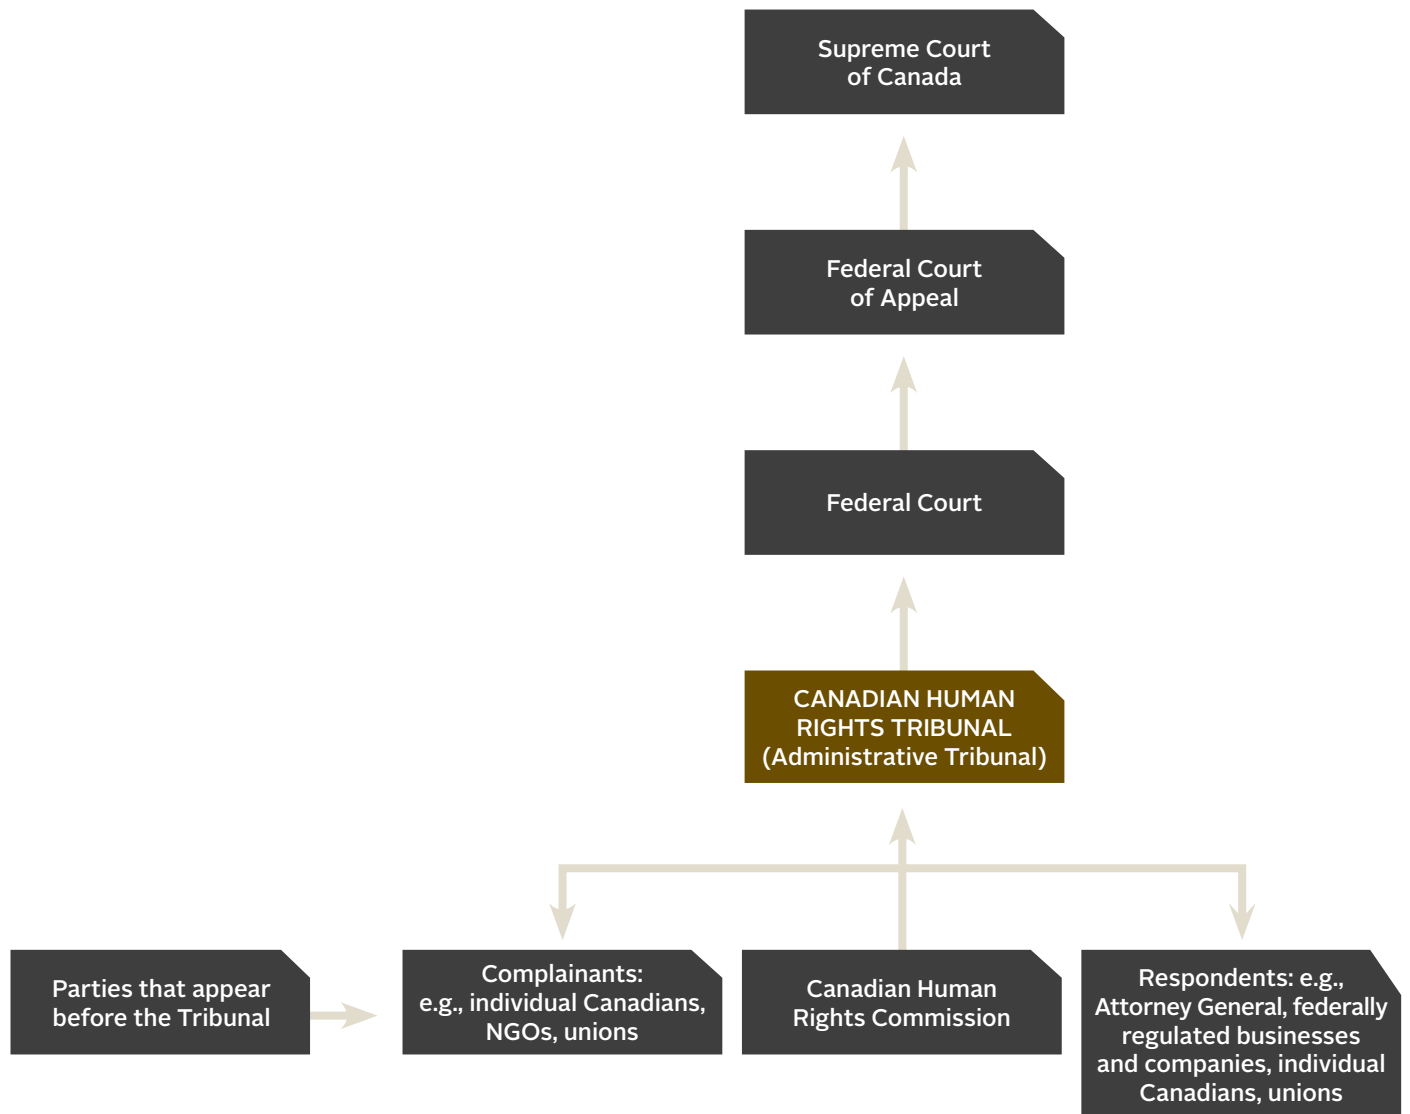 Supreme Court
of Canada
Federal Court
of Appeal
Federal Court
CANADIAN HUMAN
RIGHTS TRIBUNAL
(Administrative Tribunal)
Parties that appear
before the Tribunal
Complainants:
e.g., individual Canadians,
NGOs, unions
Canadian Human
Rights Commission
Respondents: e.g.,
Attorney General, federally
regulated businesses
and companies, individual
Canadians, unions